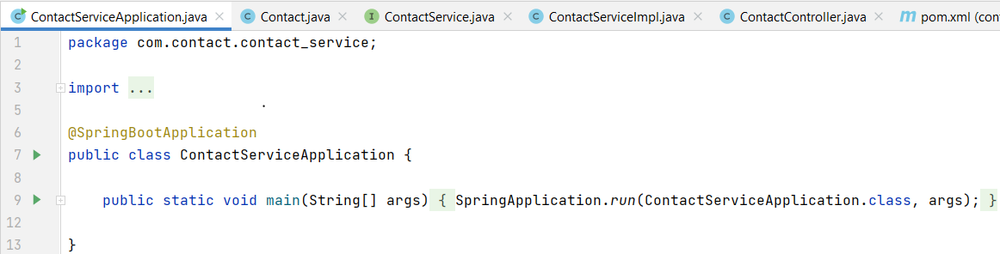 ContactServiceApplication.java Contact.java ContactService.java ContactServiceImpl.java ContactController.java pom.xml (con
1 package com.contact.contact_service;
2
3 import ...
5
6 @SpringBootApplication
7 public class ContactServiceApplication {
8
9 public static void main(String[] args) { SpringApplication.run(ContactServiceApplication.class, args); }
12
13 }